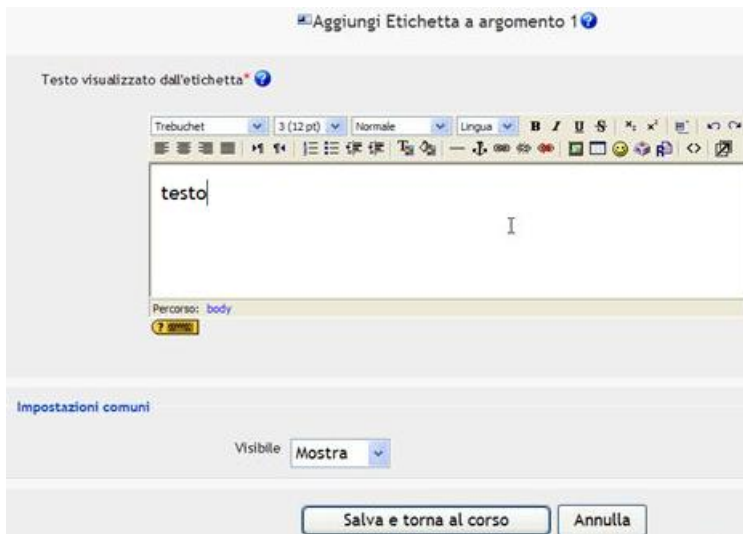 Aggiungi Etichetta a argomento 1
Testo visualizzato dall'etichetta*
Trebuchet 3 (12 pt) Normale Lingua B I U S
testo
Percorso: body
Impostazioni comuni
Visibile Mostra
Salva e torna al corso Annulla